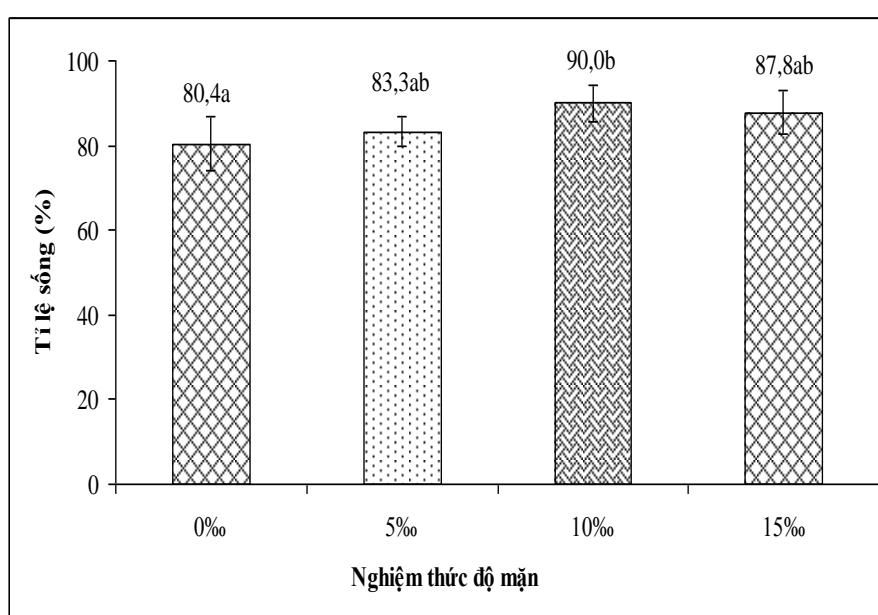 100
80
60
40
20
0
Tỉ lệ sống (%)
80,4a
83,3ab
90,0b
87,8ab
0‰
5‰
10‰
15‰
Nghiệm thức độ mặn